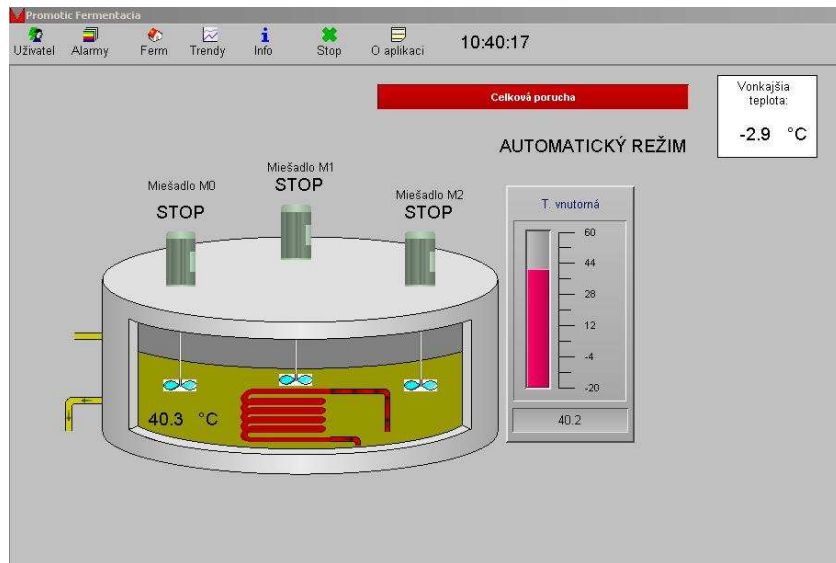 Promotic Fermentacia
Uživatel Alarmy Ferm Trendy Info Stop O aplikaci 10:40:17
Celková porucha
Vonkajšia
teplota:
-2.9 °C
AUTOMATICKÝ REŽIM
Miešadlo M0
STOP
Miešadlo M1
STOP
Miešadlo M2
STOP
T. vnutorná
60
44
28
12
-4
-20
40.2
40.3 °C